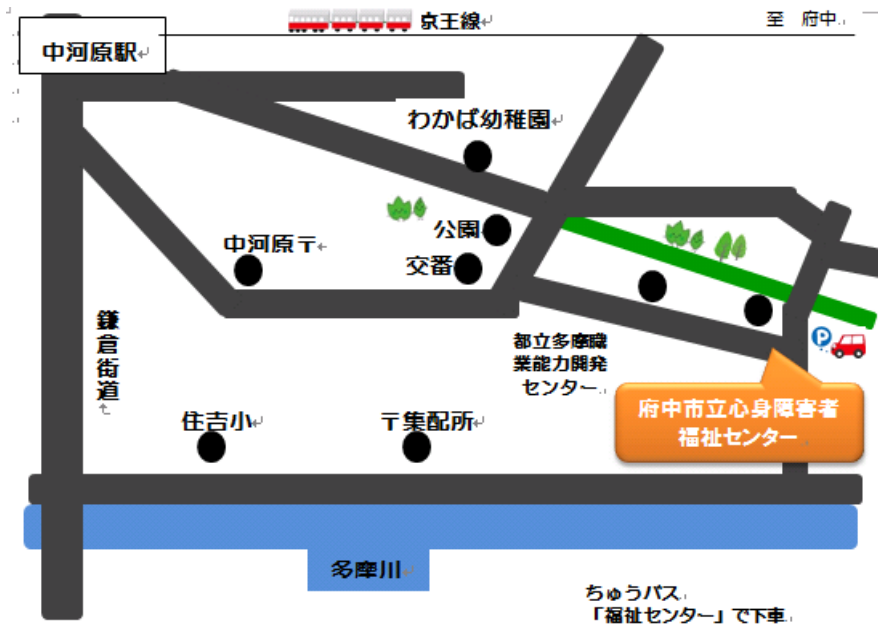 京王線
至 府中
中河原駅
わかば幼稚園
公園
中河原〒
交番
鎌倉街道
都立多摩職
業能力開発
センター
P
府中市立心身障害者
福祉センター
住吉小
〒集配所
多摩川
ちゅうバス
「福祉センター」で下車